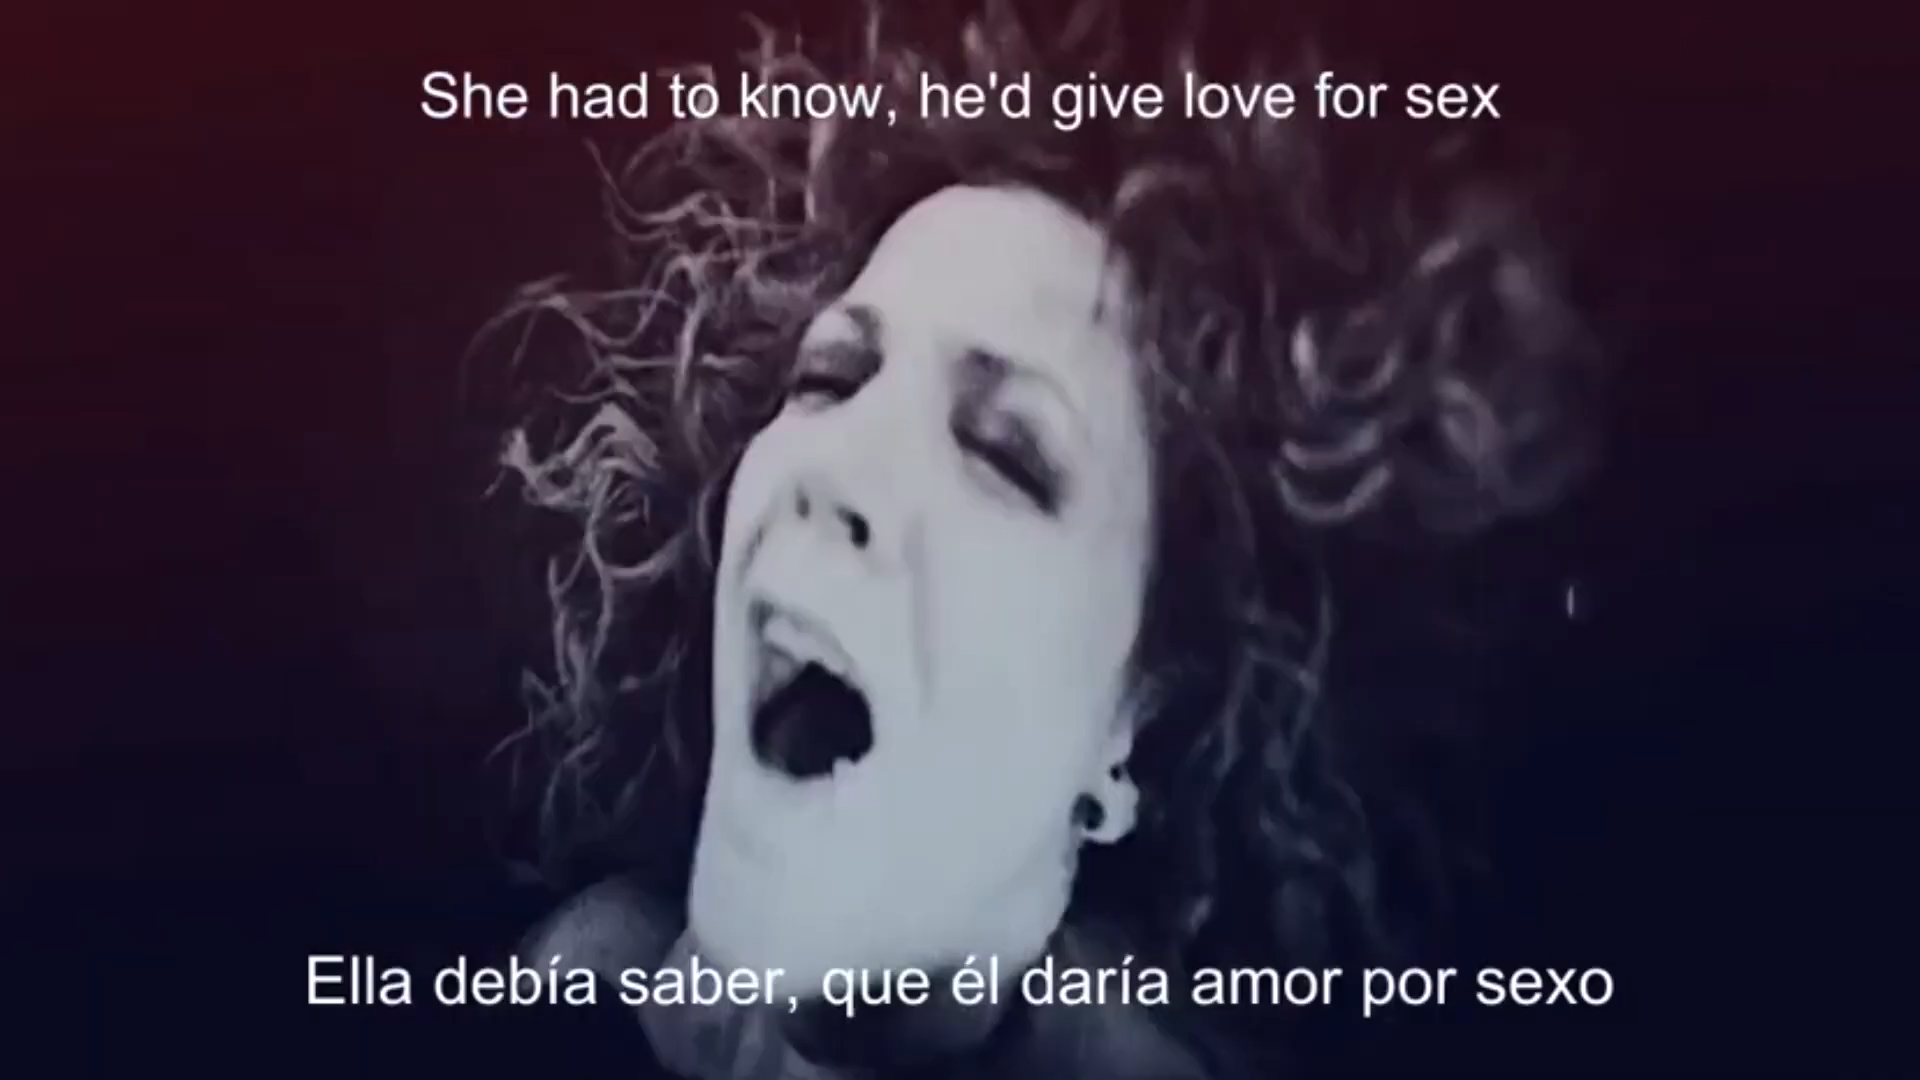 She had to know, he'd give love for sex
Ella debía saber, que él daría amor por sexo